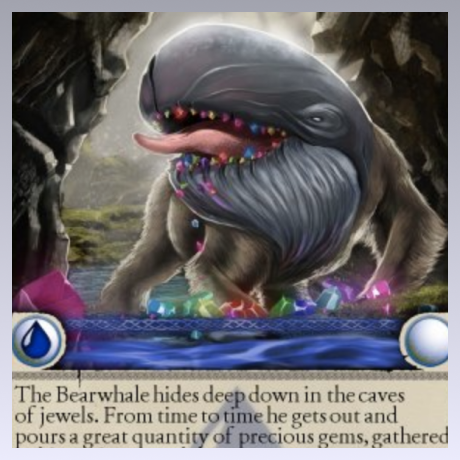 The Bearwhale hides deep down in the caves
of jewels. From time to time he gets out and
pours a great quantity of precious gems, gathered